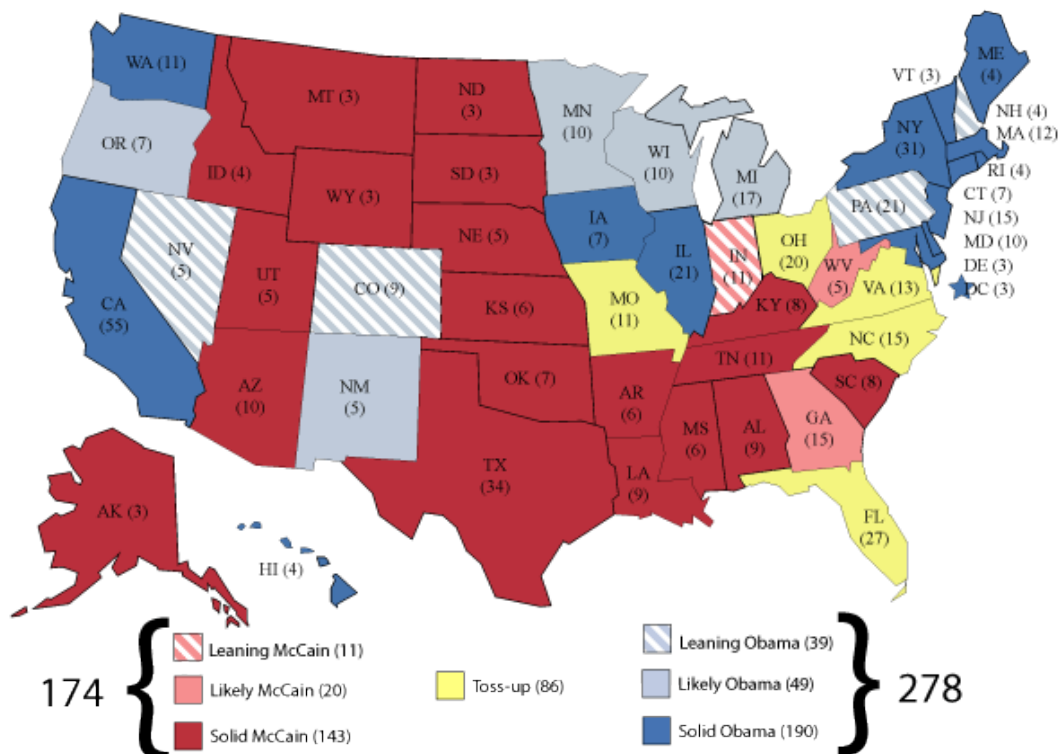 WA (11)
MT (3)
ND
(3)
MN
(10)
VT (3)
ME
(4)
OR (7)
ID (4)
WY (3)
SD (3)
WI
(10)
MI
(17)
NY
(31)
NH (4)
MA (12)
RI (4)
CT (7)
NJ (15)
MD (10)
DE (3)
DC (3)
NV
(5)
UT
(5)
CO (9)
NE (5)
IA
(7)
IL
(21)
IN
(11)
OH
(20)
PA (21)
WV
(5)
VA (13)
CA
(55)
KS (6)
MO
(11)
KY (8)
NC (15)
TN (11)
AZ
(10)
NM
(5)
OK (7)
AR
(6)
SC (8)
MS
(6)
AL
(9)
GA
(15)
TX
(34)
LA
(9)
FL
(27)
AK (3)
HI (4)
174
Leaning McCain (11)
Likely McCain (20)
Solid McCain (143)
Toss-up (86)
Leaning Obama (39)
Likely Obama (49)
Solid Obama (190)
278